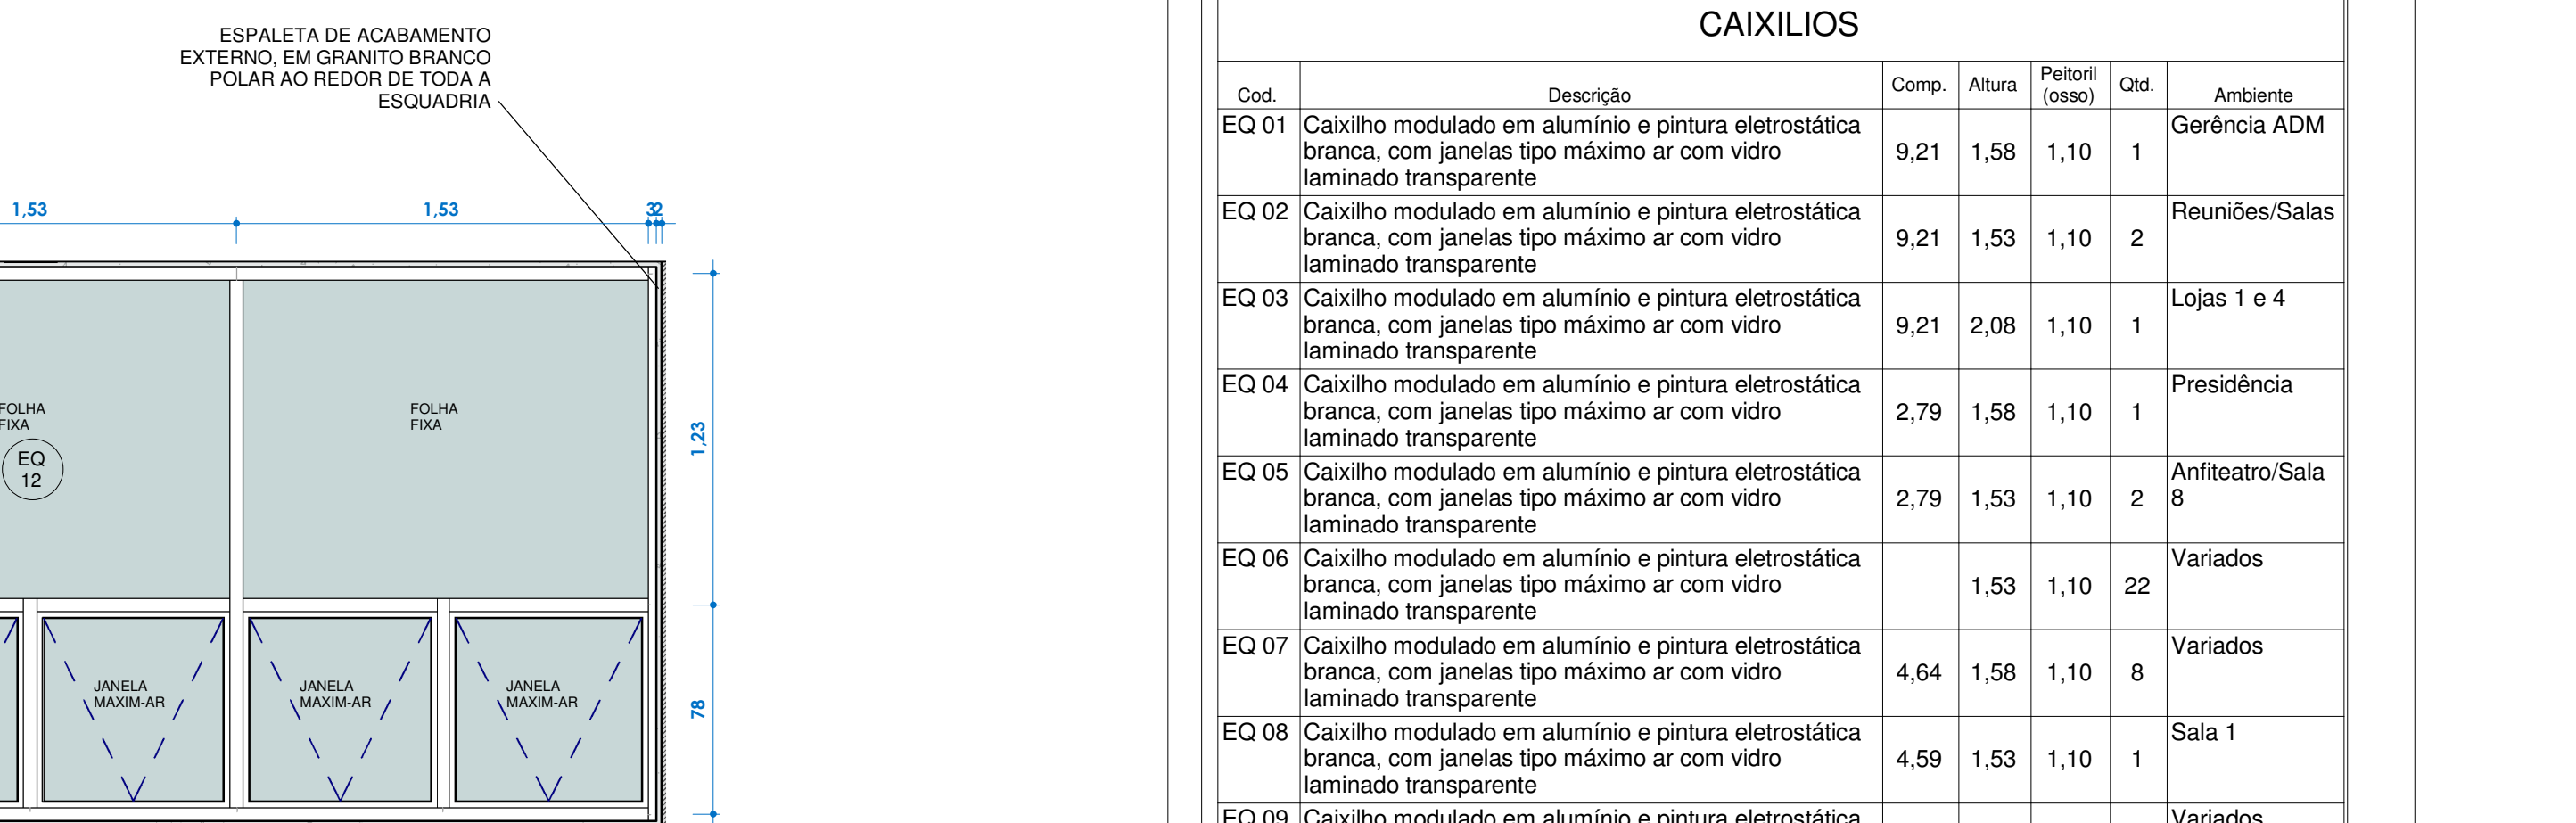 ESPALETA DE ACABAMENTO
EXTERNO, EM GRANITO BRANCO
POLAR AO REDOR DE TODA A
ESQUADRIA
1,53
1,53
3
2
FOLHA
FIXA
EQ
12
FOLHA
FIXA
1,23
JANELA
MAXIM-AR
JANELA
MAXIM-AR
JANELA
MAXIM-AR
78
CAIXILIOS
Cod. Descrição Comp. Altura Peitoril (osso) Qtd. Ambiente
EQ 01 Caixilho modulado em alumínio e pintura eletrostática Gerência ADM
branca, com janelas tipo máximo ar com vidro 9,21 1,58 1,10 1
laminado transparente
EQ 02 Caixilho modulado em alumínio e pintura eletrostática Reuniões/Salas
branca, com janelas tipo máximo ar com vidro 9,21 1,53 1,10 2
laminado transparente
EQ 03 Caixilho modulado em alumínio e pintura eletrostática Lojas 1 e 4
branca, com janelas tipo máximo ar com vidro 9,21 2,08 1,10 1
laminado transparente
EQ 04 Caixilho modulado em alumínio e pintura eletrostática Presidência
branca, com janelas tipo máximo ar com vidro 2,79 1,58 1,10 1
laminado transparente
EQ 05 Caixilho modulado em alumínio e pintura eletrostática Anfiteatro/Sala
branca, com janelas tipo máximo ar com vidro 2,79 1,53 1,10 2 8
laminado transparente
EQ 06 Caixilho modulado em alumínio e pintura eletrostática Variados
branca, com janelas tipo máximo ar com vidro 1,53 1,10 22
laminado transparente
EQ 07 Caixilho modulado em alumínio e pintura eletrostática Variados
branca, com janelas tipo máximo ar com vidro 4,64 1,58 1,10 8
laminado transparente
EQ 08 Caixilho modulado em alumínio e pintura eletrostática Sala 1
branca, com janelas tipo máximo ar com vidro 4,59 1,53 1,10 1
laminado transparente
EQ 09 Caixilho modulado em alumínio e pintura eletrostática Variados